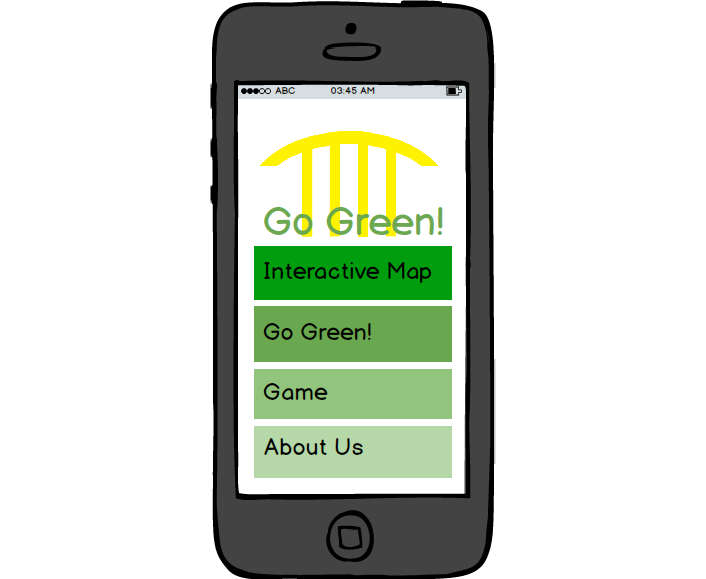 ABC 03:45 AM
Go Green!
Interactive Map
Go Green!
Game
About Us